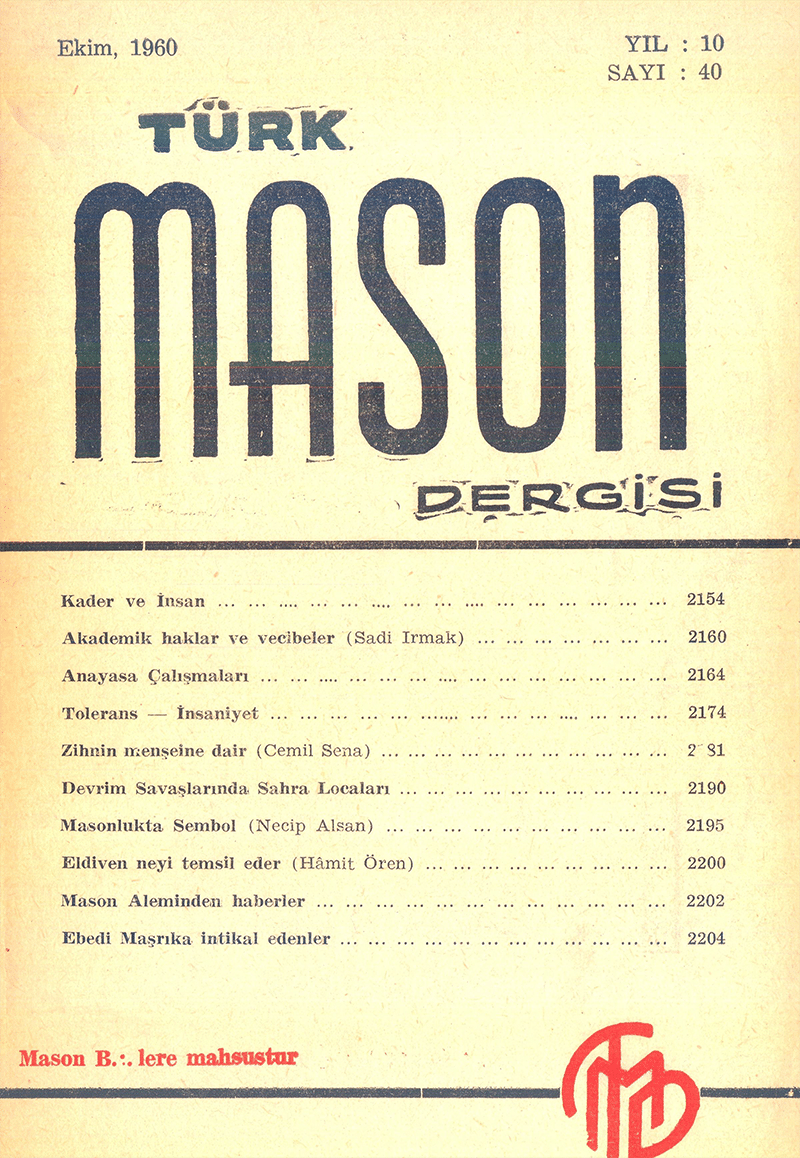 Ekim, 1960
YIL : 10
SAYI : 40
TÜRK
MASON
DERGİSİ
Kader ve İnsan ... ... .... ... ... .... ... ... .... ... ... ... ... ... ... 2154
Akademik haklar ve vecibeler (Sadi Irmak) ... ... ... ... ... ... ... 2160
Anayasa Çalışmaları ... ... .... ... ... ... .... ... ... ... ... ... ... ... 2164
Tolerans — İnsaniyet ... ... ... ... ... ....... ... ... ... .... ... ... ... 2174
Zihnin menşeine dair (Cemil Sena) ... ... ... ... ... ... ... ... ... ... 2 81
Devrim Savaşlarında Sahra Locaları ... ... ... ... ... ... ... ... ... 2190
Masonlukta Sembol (Necip Alsan) ... ... ... ... ... ... ... ... ... ... 2195
Eldiven neyi temsil eder (Hâmit Ören) ... ... ... ... ... ... ... ... ... 2200
Mason Aleminden haberler ... ... ... ... ... ... ... ... ... ... ... ... 2202
Ebedi Maşrıka intikal edenler ... ... ... ... ... ... ... ... ... ... ... 2204
Mason B.·. lere mahsustur
TMD